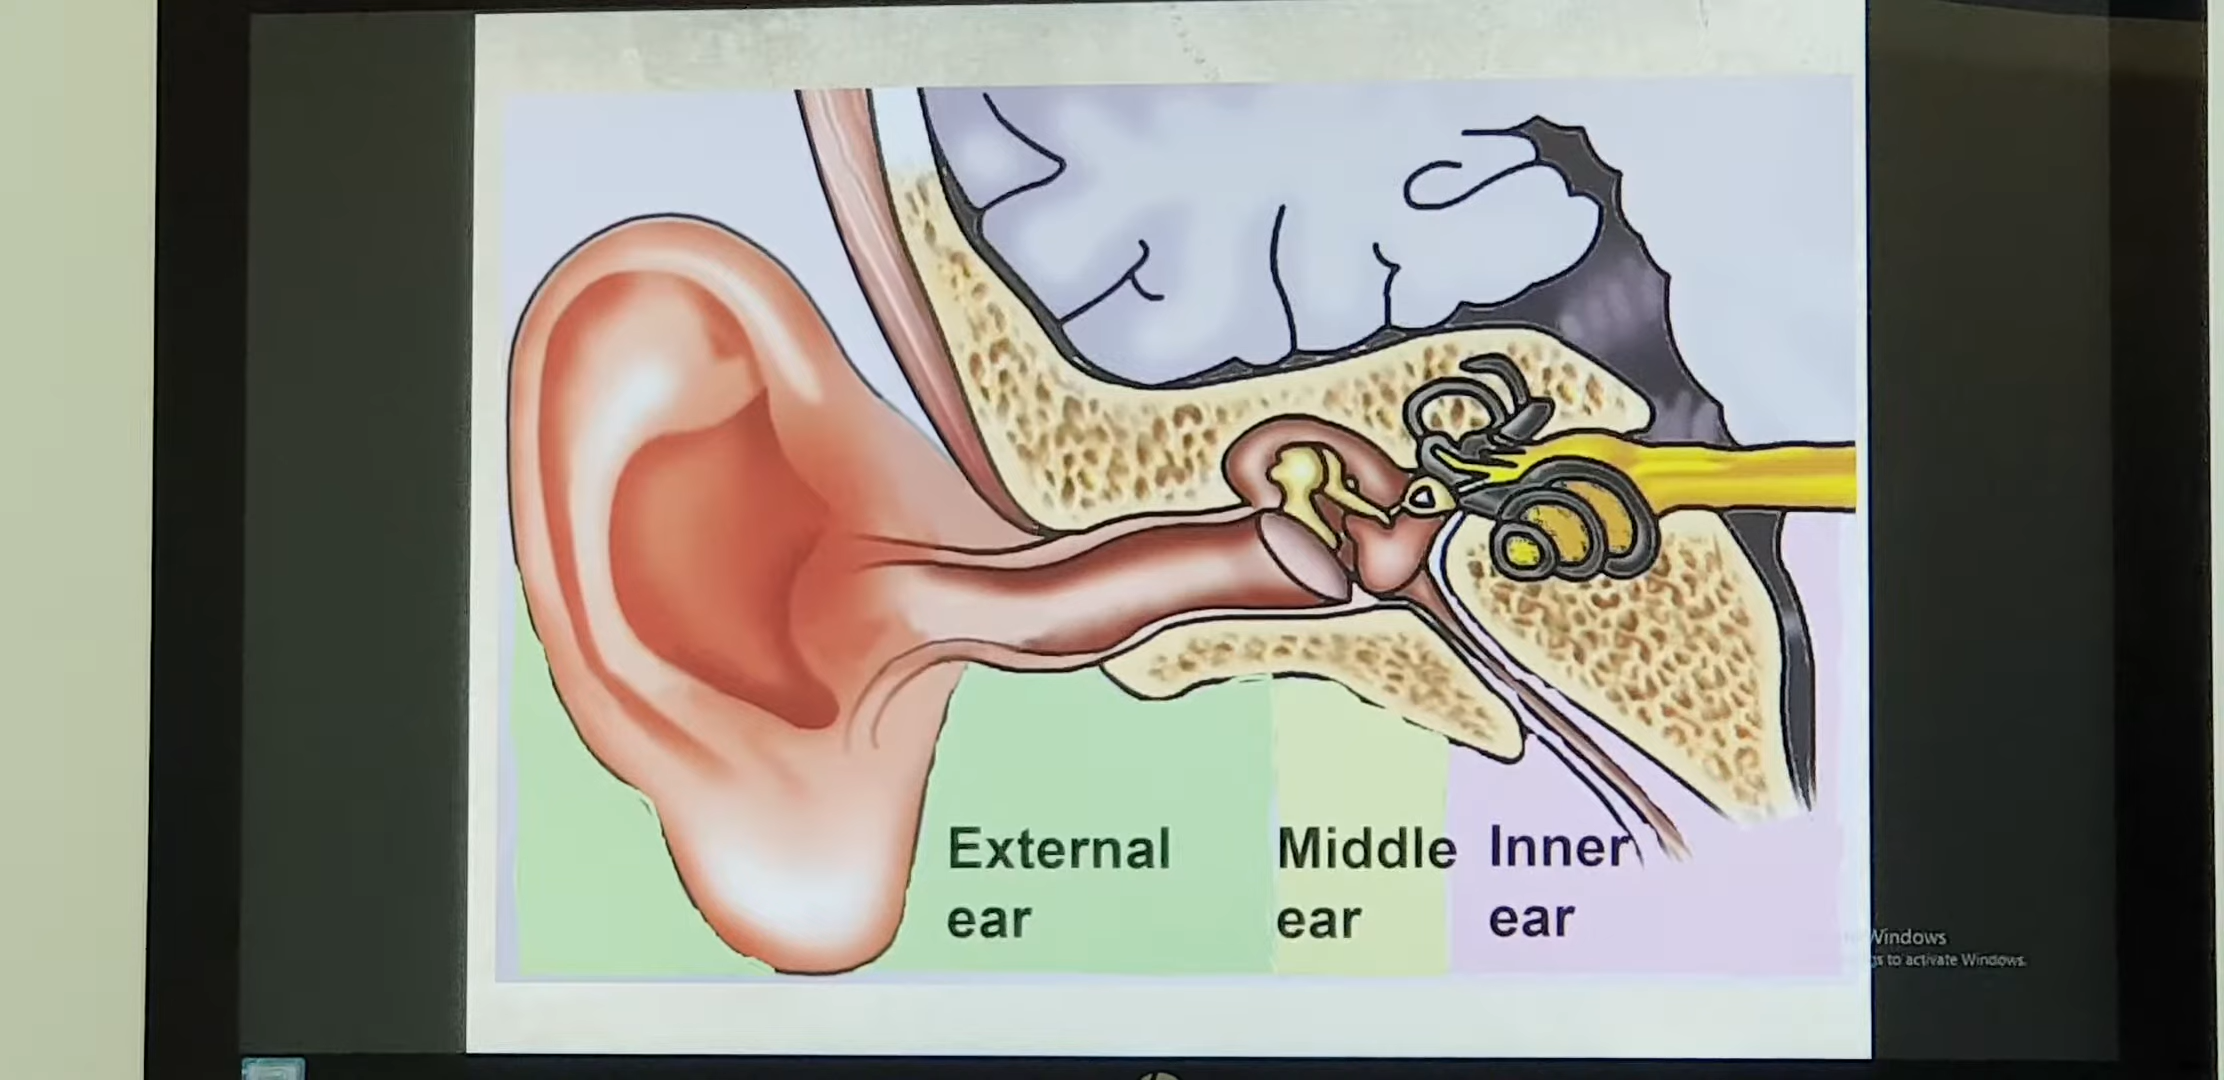 External
ear
Middle
ear
Inner
ear
Windows
to activate Windows.